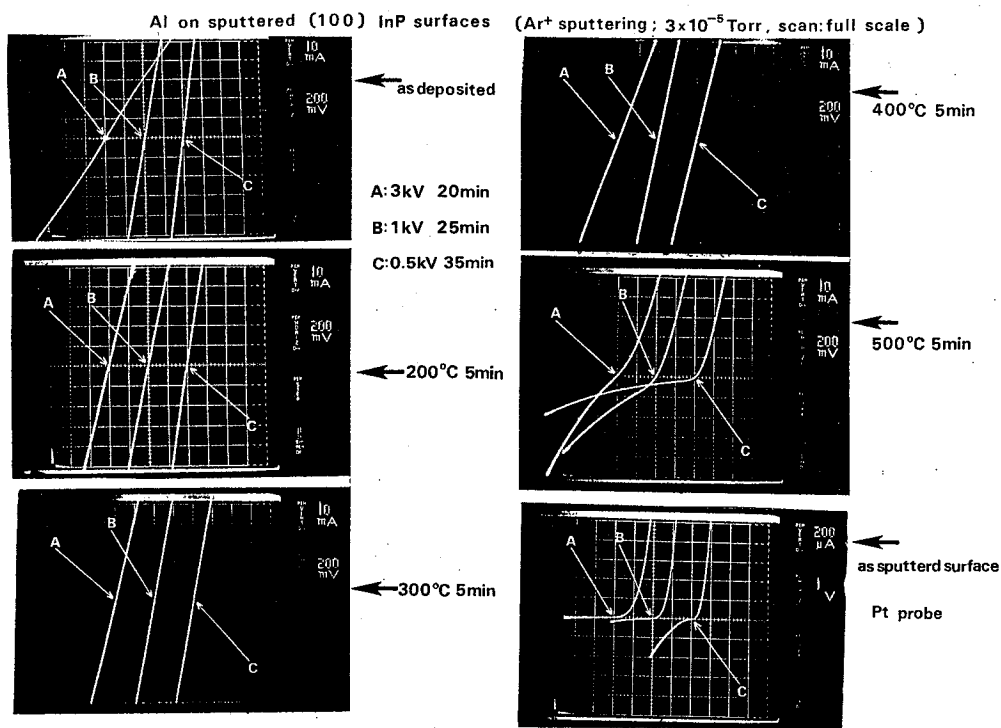 Al on sputtered (100) InP surfaces (Ar+ sputtering; 3×10⁻⁵ Torr, scan:full scale)
A
B
C
10
mA
200
mV
as deposited
A:3kV 20min
B:1kV 25min
C:0.5kV 35min
A
B
C
10
mA
200
mV
200°C 5min
A
B
C
10
mA
200
mV
300°C 5min
A
B
C
10
mA
200
mV
400°C 5min
A
B
C
10
mA
200
mV
500°C 5min
A
B
C
200
µA
1
V
as sputterd surface
Pt probe